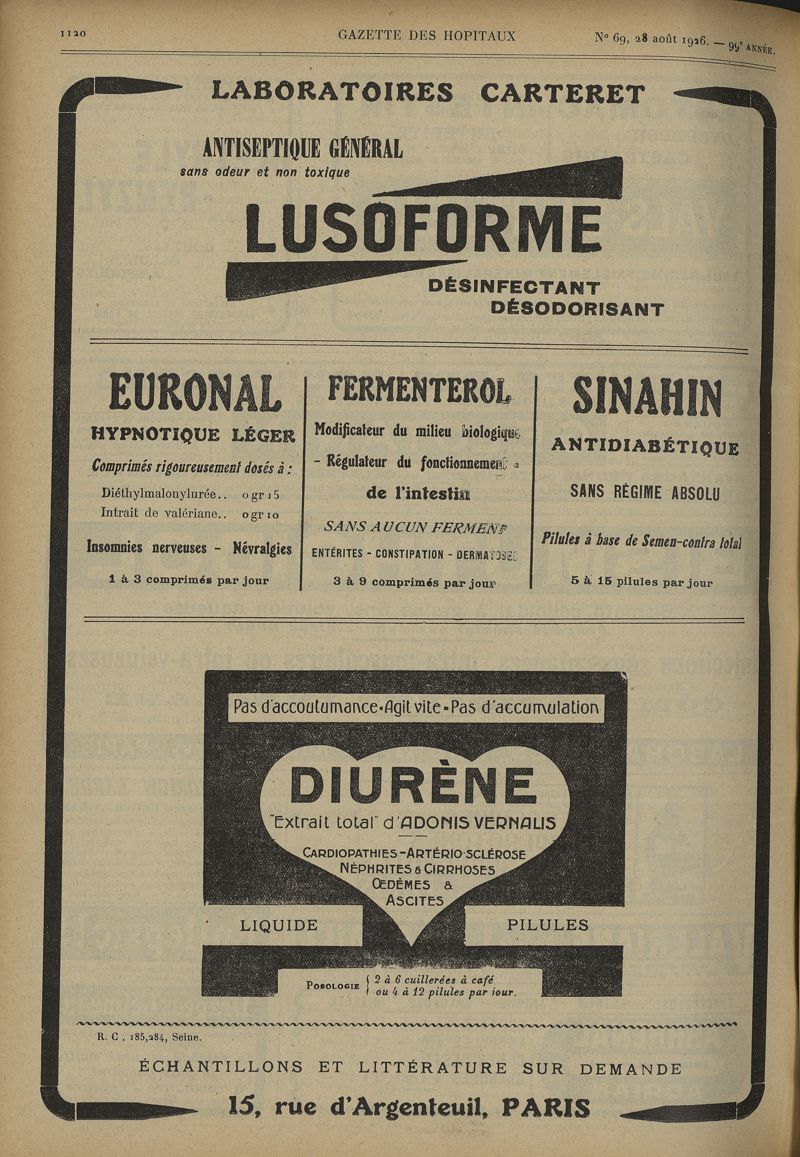 1120
GAZETTE DES HOPITAUX
N° 69, 28 août 1926. — 99e ANNÉE.
LABORATOIRES CARTERET
ANTISEPTIQUE GÉNÉRAL
sans odeur et non toxique
LUSOFORME
DÉSINFECTANT
DÉSODORISANT
EURONAL
HYPNOTIQUE LÉGER
Comprimés rigoureusement dosés à :
Diéthylmalonylurée.. 0 gr 15
Intrait de valériane.. 0 gr 10
Insomnies nerveuses - Névralgies
1 à 3 comprimés par jour
FERMENTEROL
Modificateur du milieu biologique
- Régulateur du fonctionnement -
de l'intestin
SANS AUCUN FERMENT
ENTÉRITES - CONSTIPATION - DERMATOSES
3 à 9 comprimés par jour
SINAHIN
ANTIDIABÉTIQUE
SANS RÉGIME ABSOLU
Pilules à base de Semen-contra total
5 à 15 pilules par jour
Pas d'accoutumance-Agit vite-Pas d'accumulation
DIURÈNE
"Extrait total" d'ADONIS VERNALIS
CARDIOPATHIES-ARTÉRIO-SCLÉROSE
NÉPHRITES & CIRRHOSES
ŒDÈMES &
ASCITES
LIQUIDE
PILULES
POSOLOGIE { 2 à 6 cuillerées à café
ou 4 à 12 pilules par jour.
R. C , 185,284, Seine.
ÉCHANTILLONS ET LITTÉRATURE SUR DEMANDE
15, rue d'Argenteuil, PARIS